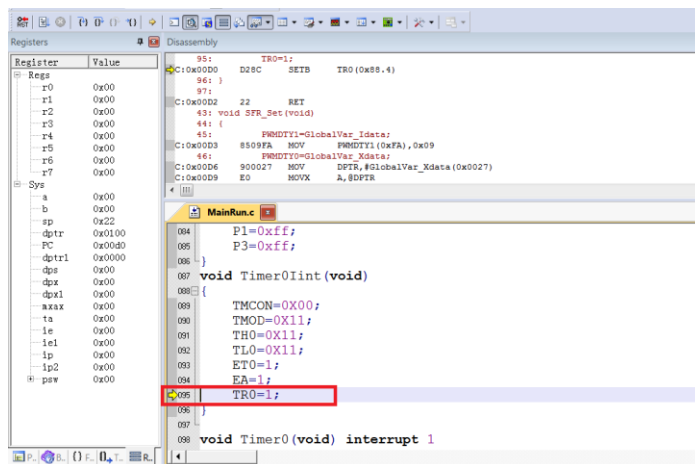 Registers
Register Value
Regs
r0 0x00
r1 0x00
r2 0x00
r3 0x00
r4 0x00
r5 0x00
r6 0x00
r7 0x00
Sys
a 0x00
b 0x00
sp 0x22
dptr 0x0100
PC 0x00d0
dptr1 0x0000
dps 0x00
dpx 0x00
dpx1 0x00
mxax 0x00
ta 0x00
ie 0x00
ie1 0x00
ip 0x00
ip2 0x00
psw 0x00
P... B... {} F... T... R...
Disassembly
95: TR0=1;
C:0x00D0 D28C SETB TR0(0x88.4)
96: }
97:
C:0x00D2 22 RET
43: void SFR_Set(void)
44: {
45: PWMDTY1=GlobalVar_Idata;
C:0x00D3 8509FA MOV PWMDTY1(0xFA),0x09
46: PWMDTY0=GlobalVar_Xdata;
C:0x00D6 900027 MOV DPTR,#GlobalVar_Xdata(0x0027)
C:0x00D9 E0 MOVX A,@DPTR
MainRun.c
084 P1=0xff;
085 P3=0xff;
086 }
087 void Timer0Iint(void)
088 {
089 TMCON=0X00;
090 TMOD=0X11;
091 TH0=0X11;
092 TL0=0X11;
093 ET0=1;
094 EA=1;
095 TR0=1;
096 }
097
098 void Timer0(void) interrupt 1